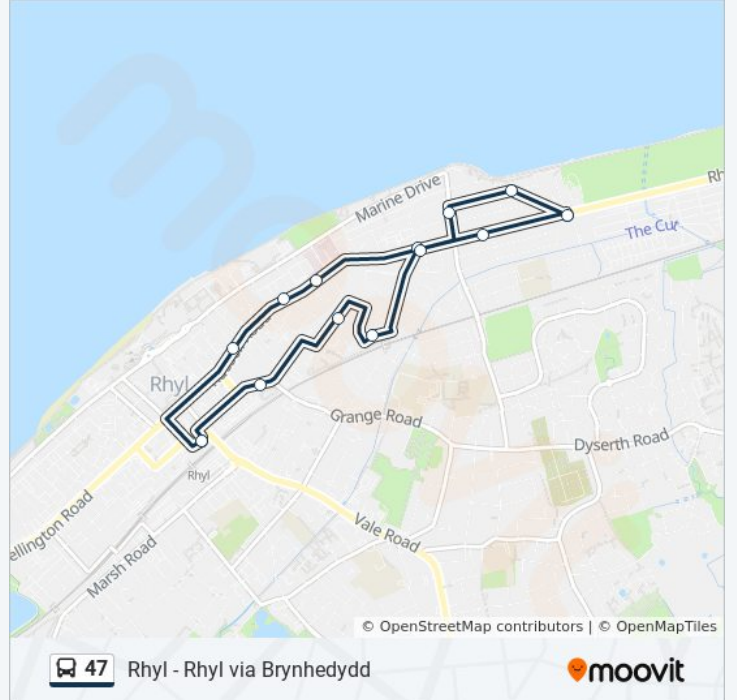 Marine Drive
Rh
The Cu
Rhyl
Grange Road
Dyserth Road
Rhyl
ellington Road
Vale Road
Marsh Road
© OpenStreetMap contributors | © OpenMapTiles
47 Rhyl - Rhyl via Brynhedydd
moovit